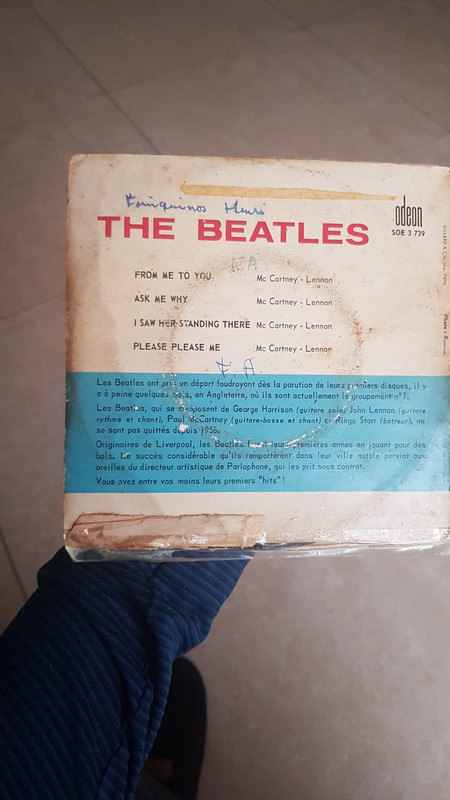 Henri
THE BEATLES
odeon
SOE 3 739
F A
FROM ME TO YOU Mc Cartney - Lennon
ASK ME WHY Mc Cartney - Lennon
I SAW HER STANDING THERE Mc Cartney - Lennon
PLEASE PLEASE ME Mc Cartney - Lennon
F. A.
Les Beatles ont pris un départ foudroyant dès la parution de leurs premiers disques, il y
a à peine quelques mois, en Angleterre, où ils sont actuellement le groupement n° 1.
Les Beatles, qui se composent de George Harrison (guitare solo) John Lennon (guitare
rythme et chant), Paul McCartney (guitare-basse et chant) et Ringo Starr (batteur), ne
se sont pas quittés depuis 1958.
Originaires de Liverpool, les Beatles firent leurs premières armes en jouant pour des
bals. Le succès considérable qu'ils remportèrent dans leur ville natale parvint aux
oreilles du directeur artistique de Parlophone, qui les prit sous contrat.
Vous avez entre vos mains leurs premiers "hits" !